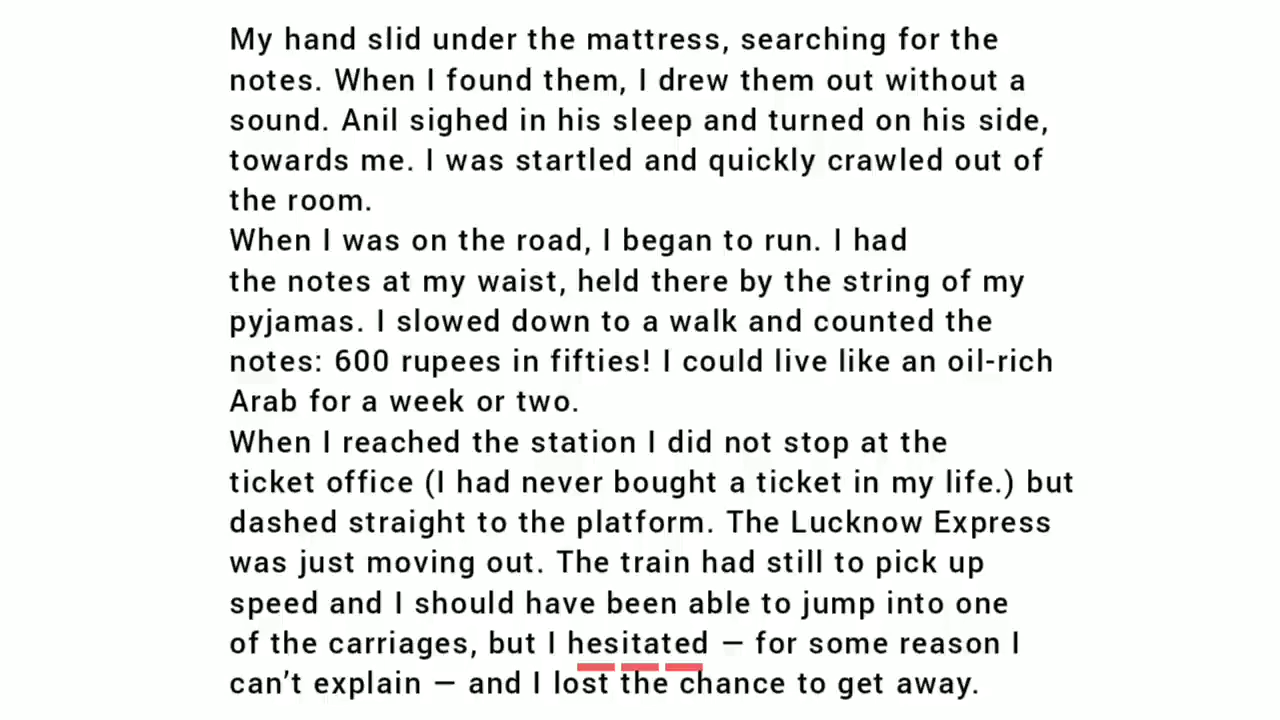 My hand slid under the mattress, searching for the
notes. When I found them, I drew them out without a
sound. Anil sighed in his sleep and turned on his side,
towards me. I was startled and quickly crawled out of
the room.
When I was on the road, I began to run. I had
the notes at my waist, held there by the string of my
pyjamas. I slowed down to a walk and counted the
notes: 600 rupees in fifties! I could live like an oil-rich
Arab for a week or two.
When I reached the station I did not stop at the
ticket office (I had never bought a ticket in my life.) but
dashed straight to the platform. The Lucknow Express
was just moving out. The train had still to pick up
speed and I should have been able to jump into one
of the carriages, but I hesitated — for some reason I
can’t explain — and I lost the chance to get away.